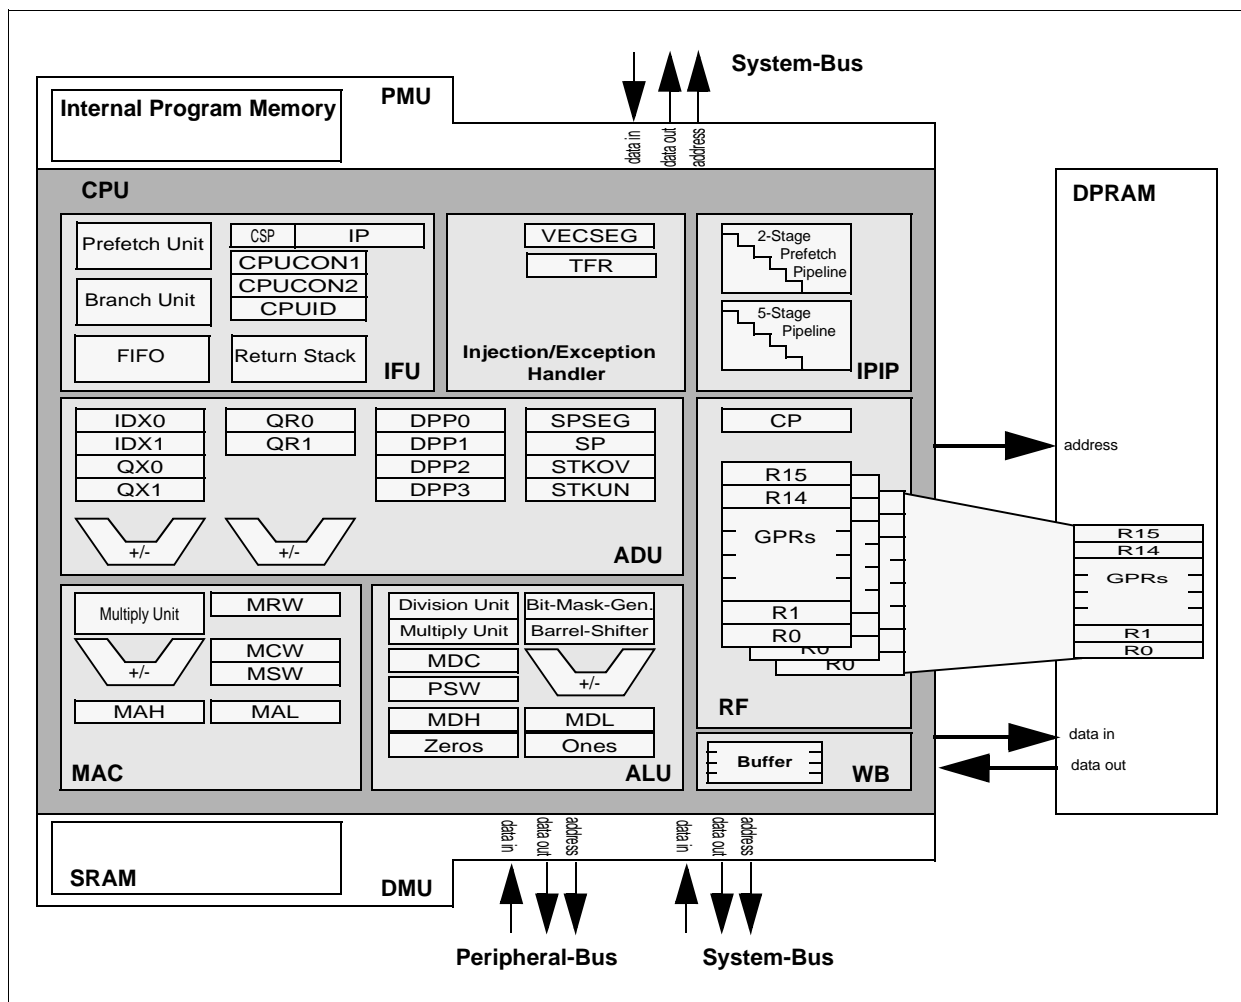 System-Bus
PMU
Internal Program Memory
data in
data out
address
CPU
DPRAM
Prefetch Unit
CSP
IP
CPUCON1
CPUCON2
CPUID
Branch Unit
FIFO
Return Stack
IFU
VECSEG
TFR
Injection/Exception
Handler
2-Stage
Prefetch
Pipeline
5-Stage
Pipeline
IPIP
IDX0
IDX1
QX0
QX1
QR0
QR1
DPP0
DPP1
DPP2
DPP3
SPSEG
SP
STKOV
STKUN
+/-
+/-
ADU
CP
R15
R14
GPRs
R1
R0
R0
R0
RF
address
R15
R14
GPRs
R1
R0
Multiply Unit
MRW
+/-
MCW
MSW
MAH
MAL
MAC
Division Unit
Bit-Mask-Gen.
Multiply Unit
Barrel-Shifter
MDC
PSW
+/-
MDH
MDL
Zeros
Ones
ALU
Buffer
WB
data in
data out
SRAM
DMU
data in
data out
address
data in
data out
address
Peripheral-Bus
System-Bus